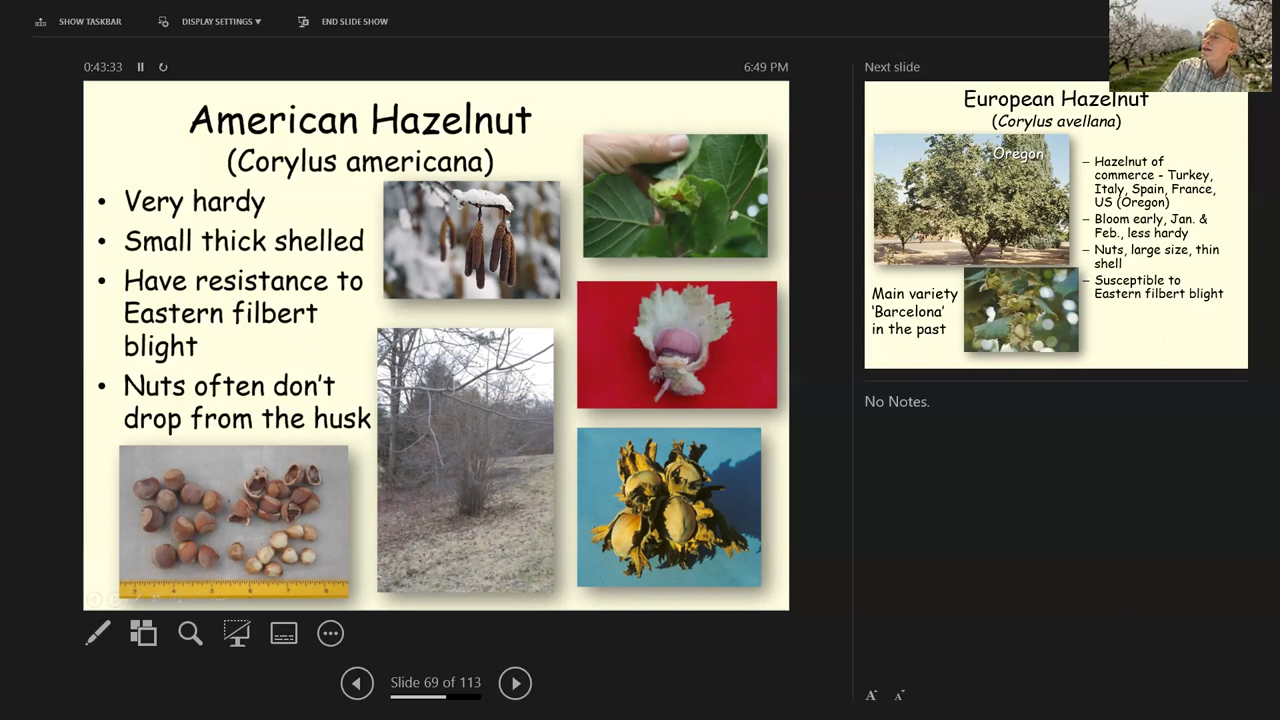 SHOW TASKBAR
DISPLAY SETTINGS ▼
END SLIDE SHOW
0:43:33
6:49 PM
American Hazelnut
(Corylus americana)
• Very hardy
• Small thick shelled
• Have resistance to
Eastern filbert
blight
• Nuts often don't
drop from the husk
Slide 69 of 113
Next slide
European Hazelnut
(Corylus avellana)
Oregon
– Hazelnut of
commerce - Turkey,
Italy, Spain, France,
US (Oregon)
– Bloom early, Jan. &
Feb., less hardy
– Nuts, large size, thin
shell
– Susceptible to
Eastern filbert blight
Main variety
'Barcelona'
in the past
No Notes.
A A